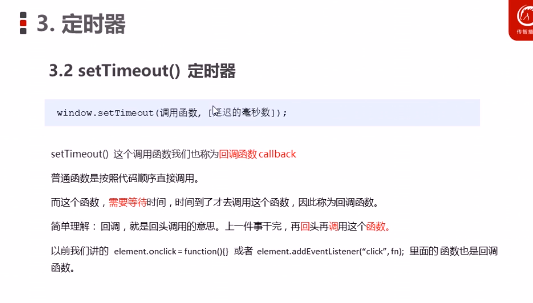 3. 定时器
3.2 setTimeout() 定时器
window.setTimeout(调用函数, [延迟的毫秒数]);
setTimeout() 这个调用函数我们也称为回调函数 callback
普通函数是按照代码顺序直接调用。
而这个函数，需要等待时间，时间到了才去调用这个函数，因此称为回调函数。
简单理解： 回调，就是回头调用的意思。上一件事干完，再回头再调用这个函数。
以前我们讲的 element.onclick = function(){} 或者 element.addEventListener(“click”, fn); 里面的 函数也是回调
函数。